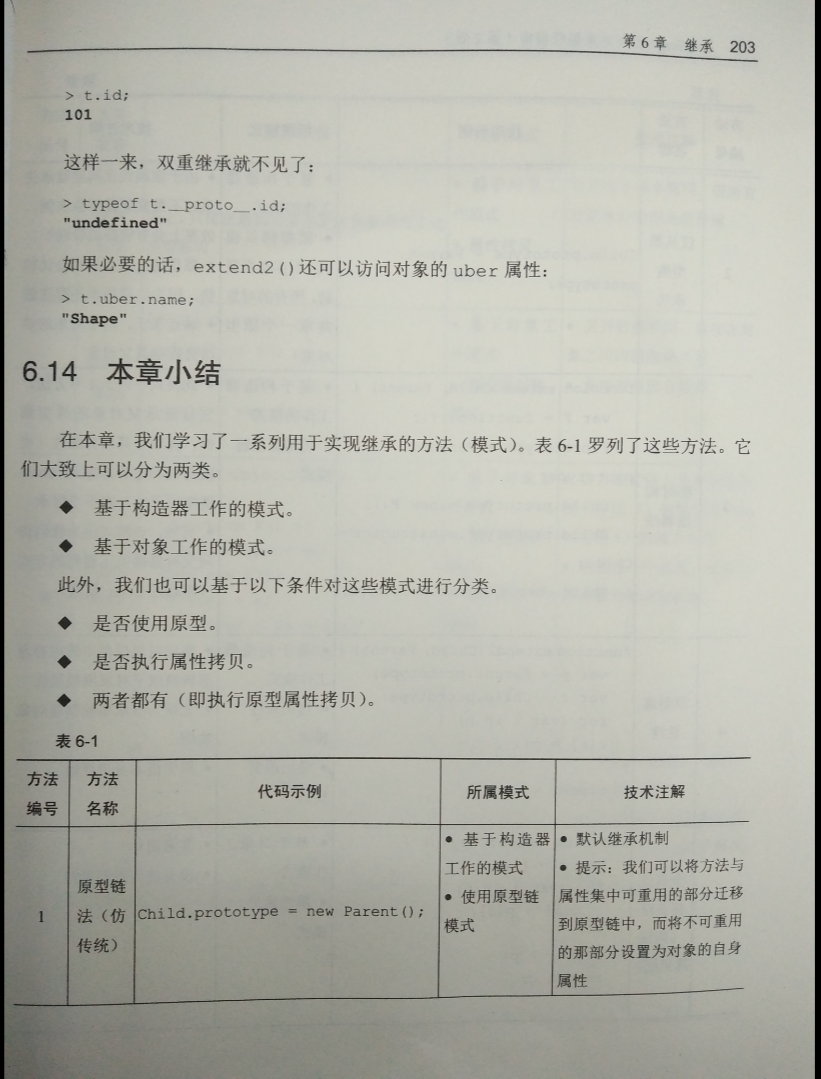 第6章 继承 203
> t.id;
101
这样一来，双重继承就不见了：
> typeof t.__proto__.id;
"undefined"
如果必要的话，extend2()还可以访问对象的 uber 属性：
> t.uber.name;
"Shape"
6.14 本章小结
在本章，我们学习了一系列用于实现继承的方法（模式）。表 6-1 罗列了这些方法。它
们大致上可以分为两类。
◆ 基于构造器工作的模式。
◆ 基于对象工作的模式。
此外，我们也可以基于以下条件对这些模式进行分类。
◆ 是否使用原型。
◆ 是否执行属性拷贝。
◆ 两者都有（即执行原型属性拷贝）。
表 6-1
方法
编号
方法
名称
代码示例
所属模式
技术注解
1
原型链
法（仿
传统）
Child.prototype = new Parent();
● 基于构造器
工作的模式
● 使用原型链
模式
● 默认继承机制
● 提示：我们可以将方法与
属性集中可重用的部分迁移
到原型链中，而将不可重用
的那部分设置为对象的自身
属性